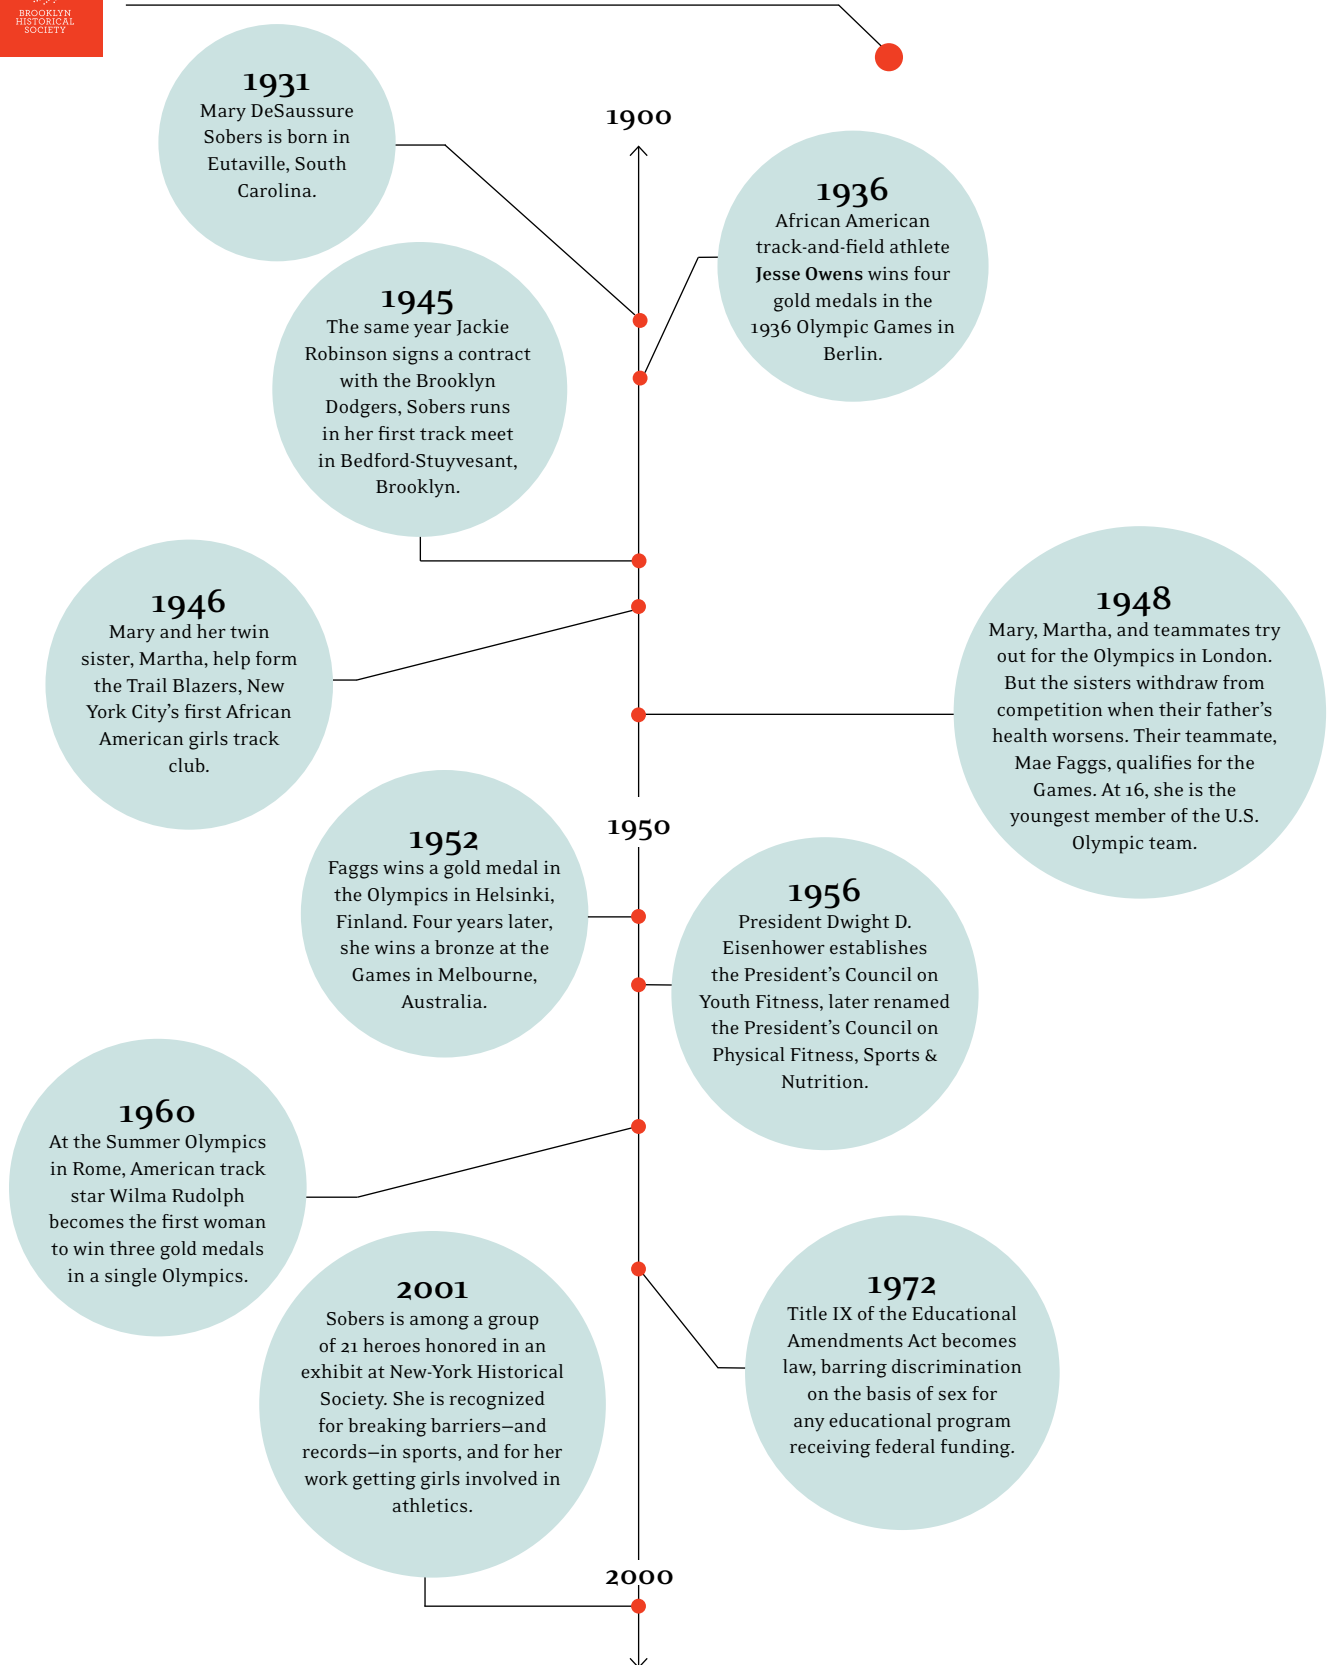 BROOKLYN
HISTORICAL
SOCIETY
1931
Mary DeSaussure
Sobers is born in
Eutaville, South
Carolina.
1900
1936
African American
track-and-field athlete
Jesse Owens wins four
gold medals in the
1936 Olympic Games in
Berlin.
1945
The same year Jackie
Robinson signs a contract
with the Brooklyn
Dodgers, Sobers runs
in her first track meet
in Bedford-Stuyvesant,
Brooklyn.
1946
Mary and her twin
sister, Martha, help form
the Trail Blazers, New
York City’s first African
American girls track
club.
1948
Mary, Martha, and teammates try
out for the Olympics in London.
But the sisters withdraw from
competition when their father’s
health worsens. Their teammate,
Mae Faggs, qualifies for the
Games. At 16, she is the
youngest member of the U.S.
Olympic team.
1950
1952
Faggs wins a gold medal in
the Olympics in Helsinki,
Finland. Four years later,
she wins a bronze at the
Games in Melbourne,
Australia.
1956
President Dwight D.
Eisenhower establishes
the President’s Council on
Youth Fitness, later renamed
the President’s Council on
Physical Fitness, Sports &
Nutrition.
1960
At the Summer Olympics
in Rome, American track
star Wilma Rudolph
becomes the first woman
to win three gold medals
in a single Olympics.
1972
Title IX of the Educational
Amendments Act becomes
law, barring discrimination
on the basis of sex for
any educational program
receiving federal funding.
2001
Sobers is among a group
of 21 heroes honored in an
exhibit at New-York Historical
Society. She is recognized
for breaking barriers—and
records—in sports, and for her
work getting girls involved in
athletics.
2000